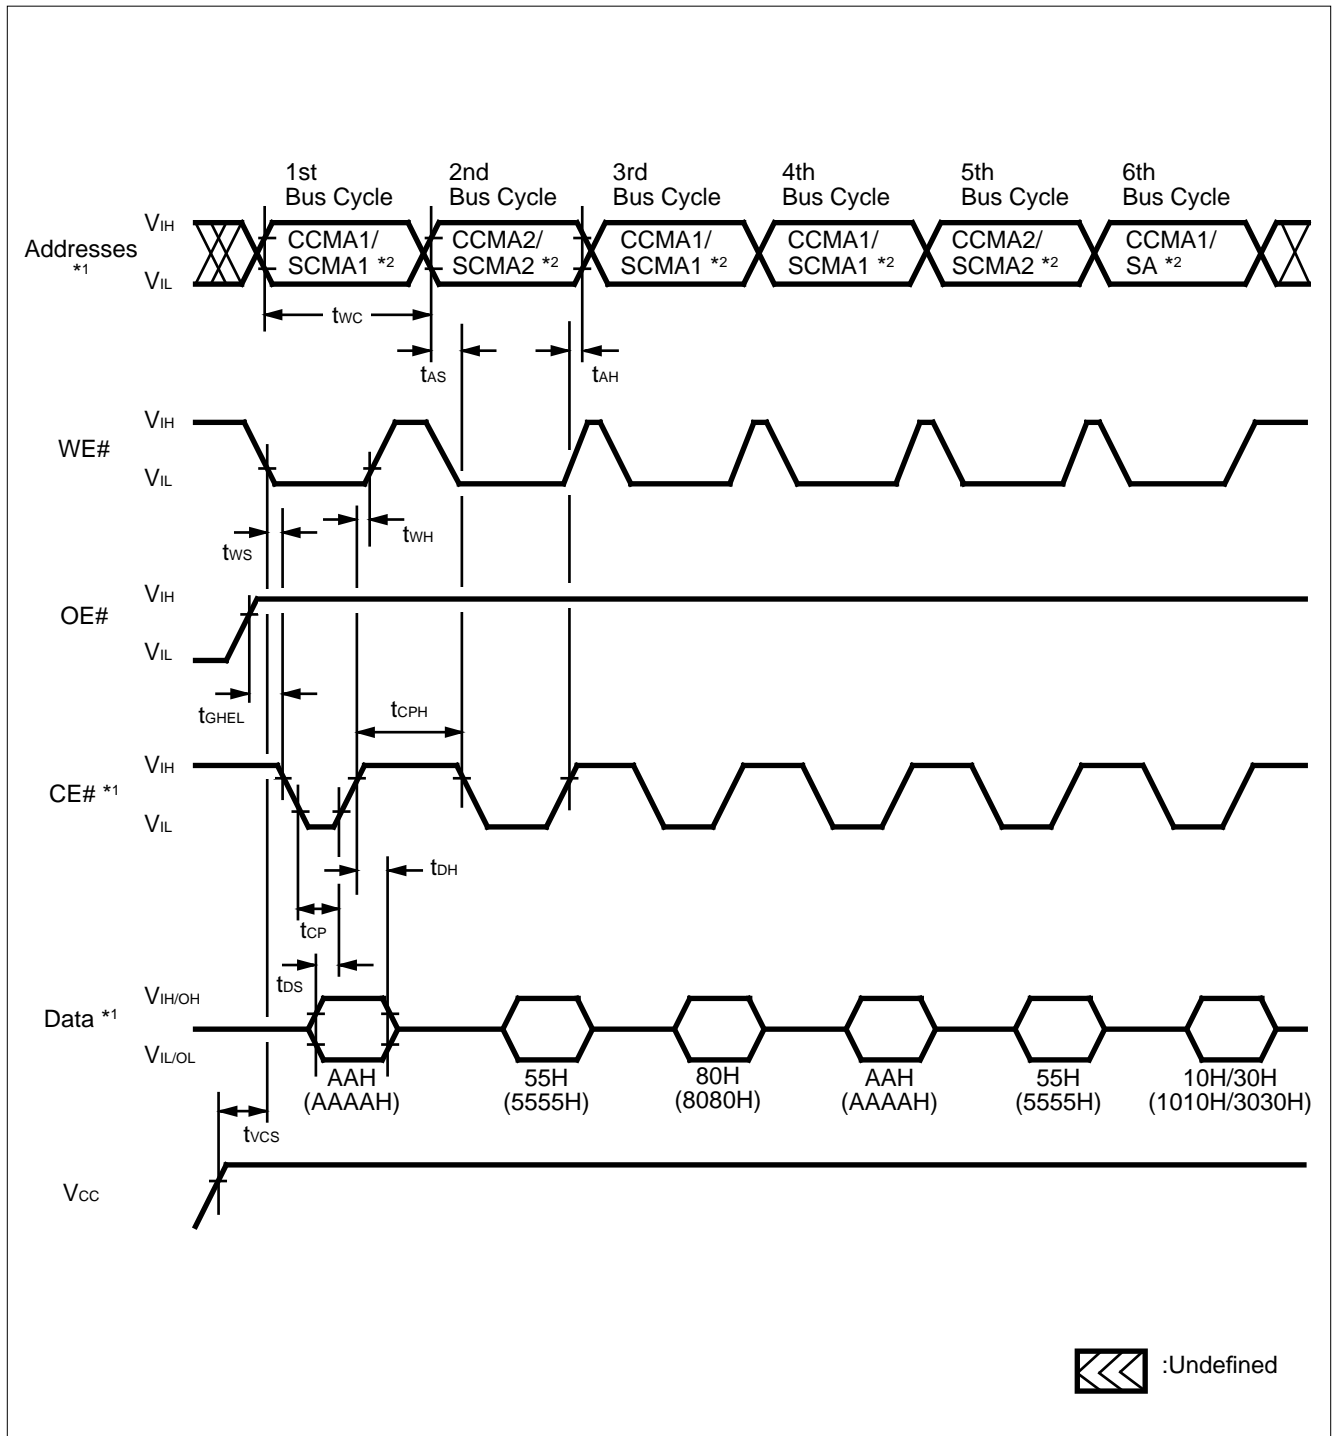 1st 2nd 3rd 4th 5th 6th
Bus Cycle Bus Cycle Bus Cycle Bus Cycle Bus Cycle Bus Cycle
VIH
Addresses
*1
VIL
CCMA1/ CCMA2/ CCMA1/ CCMA1/ CCMA2/ CCMA1/
SCMA1 *2 SCMA2 *2 SCMA1 *2 SCMA1 *2 SCMA2 *2 SA *2
tWC
tAS tAH
VIH
WE#
VIL
tWS tWH
VIH
OE#
VIL
tGHEL tCPH
VIH
CE# *1
VIL
tDH
tCP
tDS
VIH/OH
Data *1
VIL/OL
AAH 55H 80H AAH 55H 10H/30H
(AAAAH) (5555H) (8080H) (AAAAH) (5555H) (1010H/3030H)
tVCS
VCC
:Undefined